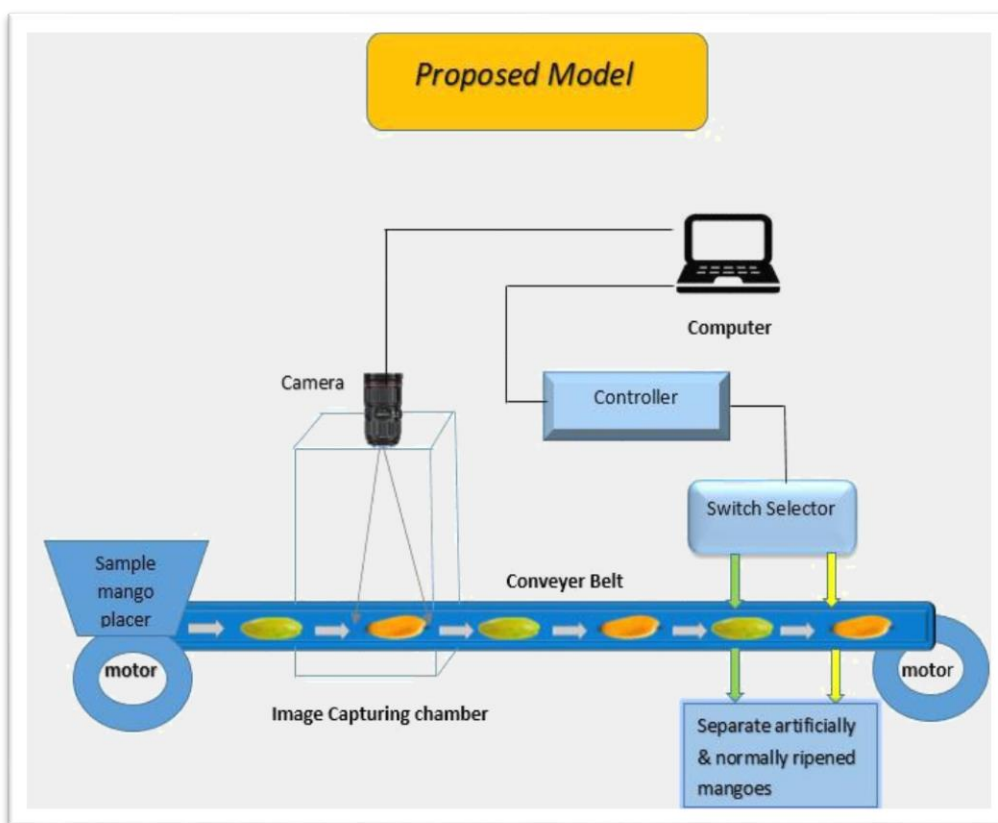 Proposed Model
Computer
Camera
Controller
Switch Selector
Sample
mango
placer
Conveyer Belt
motor
motor
Image Capturing chamber
Separate artificially
& normally ripened
mangoes